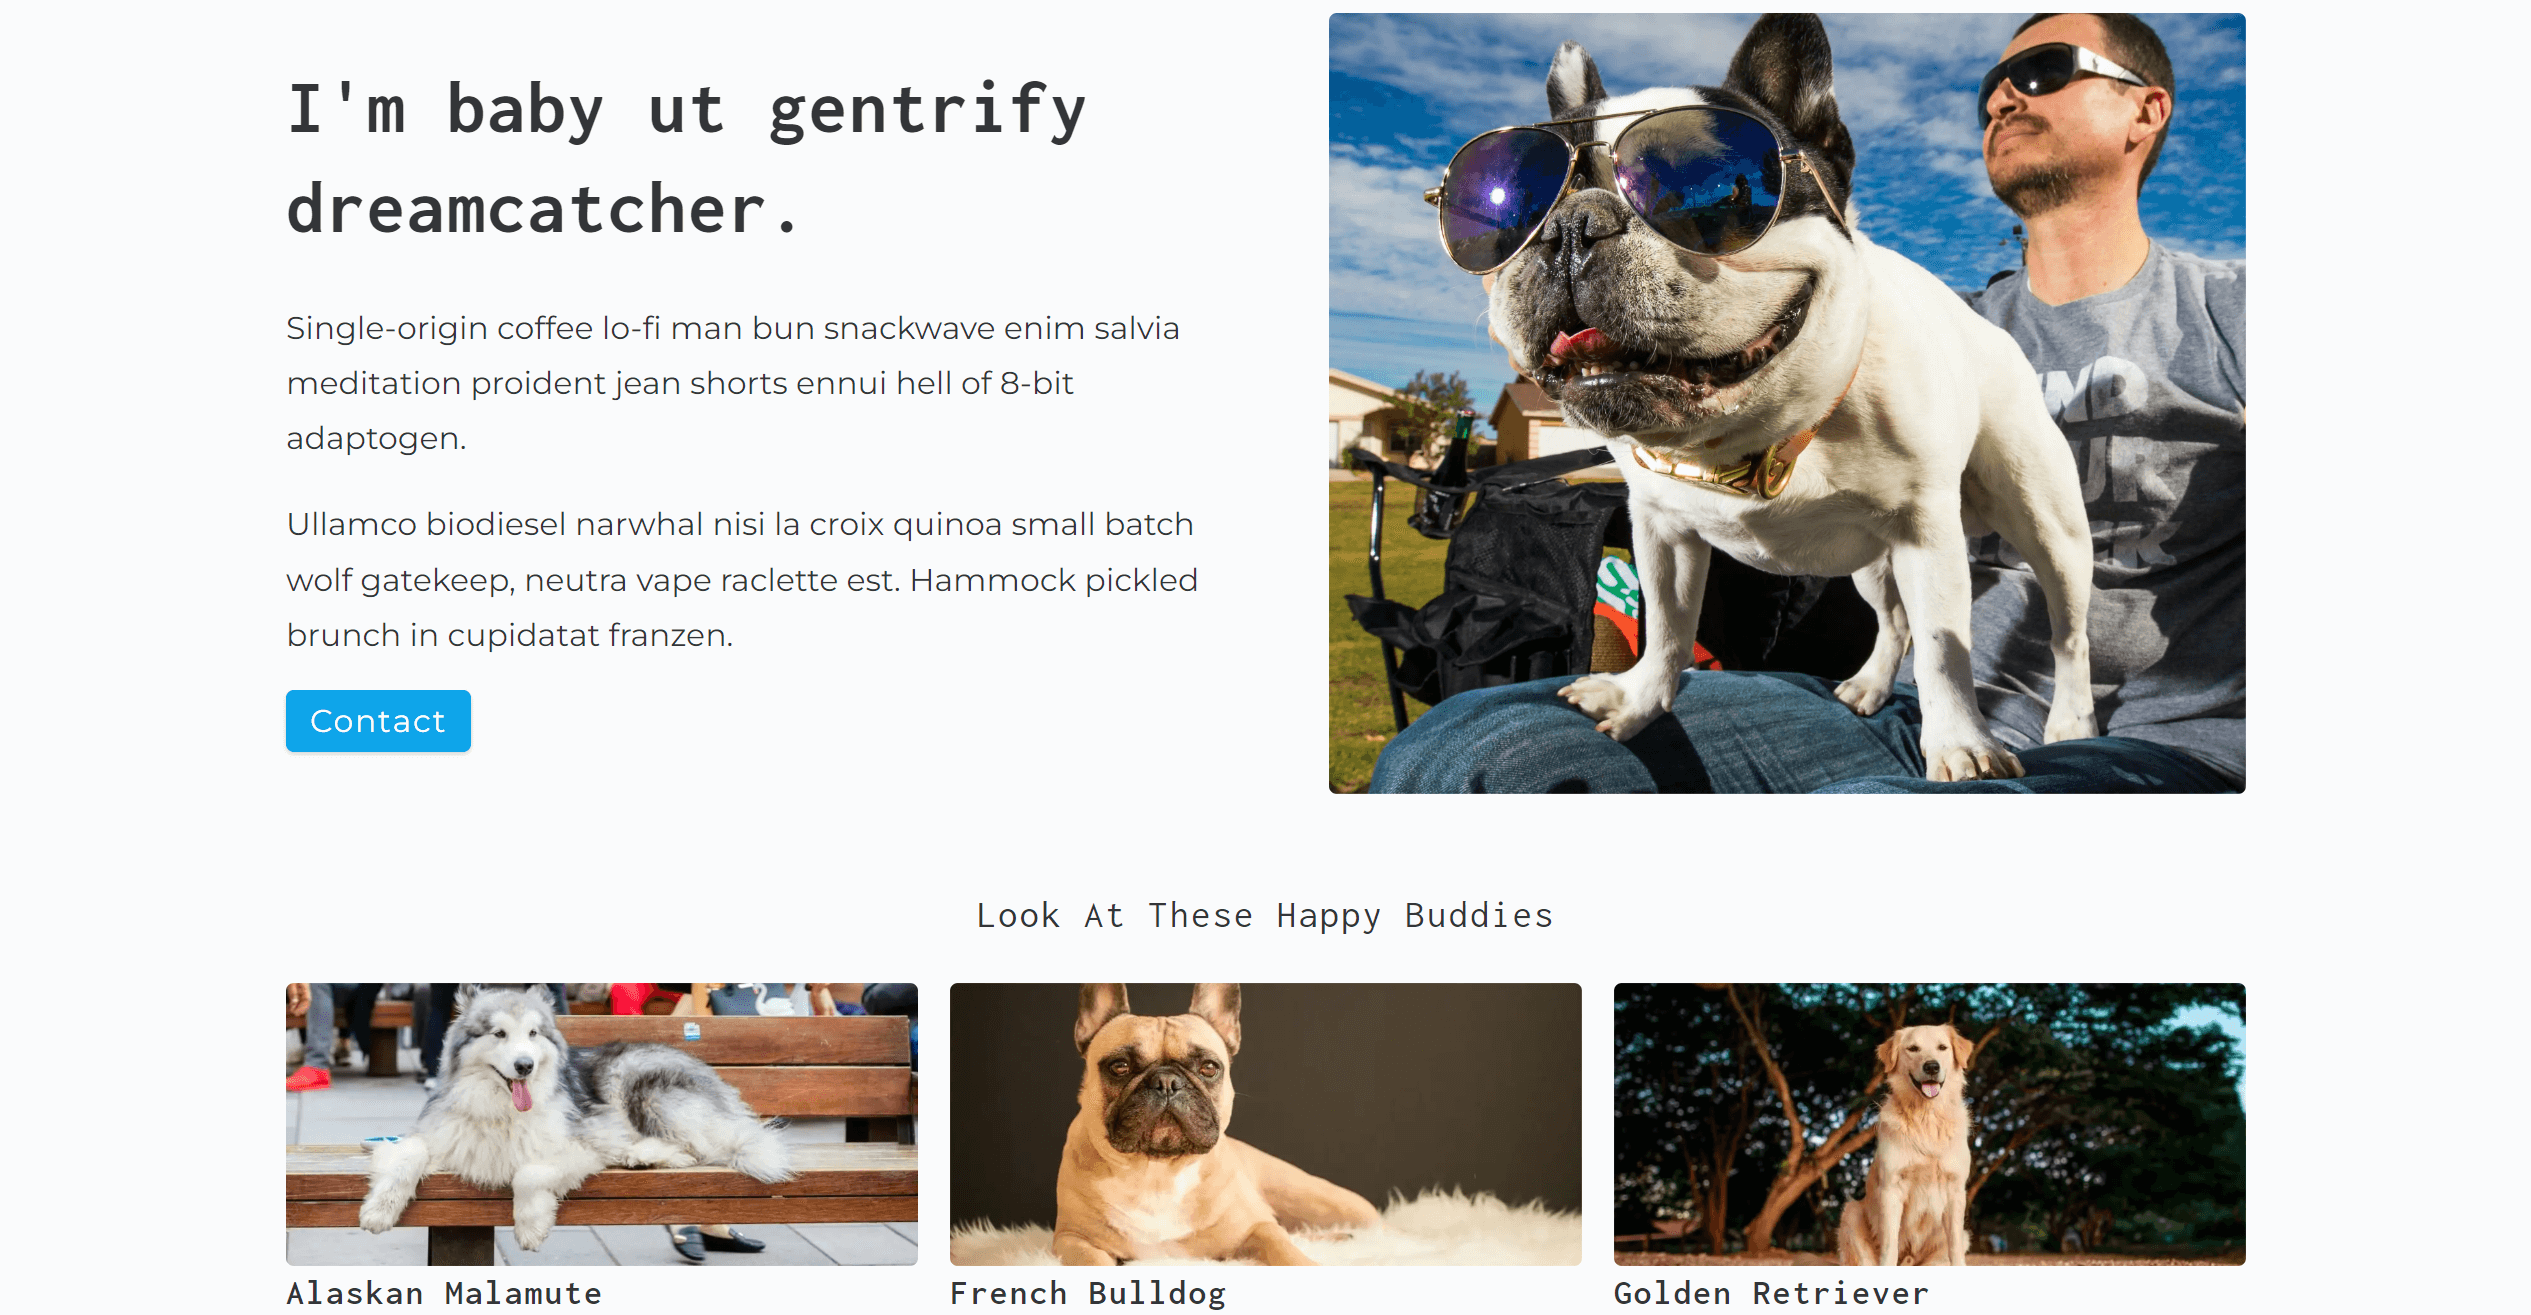 I'm baby ut gentrify
dreamcatcher.
Single-origin coffee lo-fi man bun snackwave enim salvia
meditation proident jean shorts ennui hell of 8-bit
adaptogen.
Ullamco biodiesel narwhal nisi la croix quinoa small batch
wolf gatekeep, neutra vape raclette est. Hammock pickled
brunch in cupidatat franzen.
Contact
Look At These Happy Buddies
Alaskan Malamute
French Bulldog
Golden Retriever